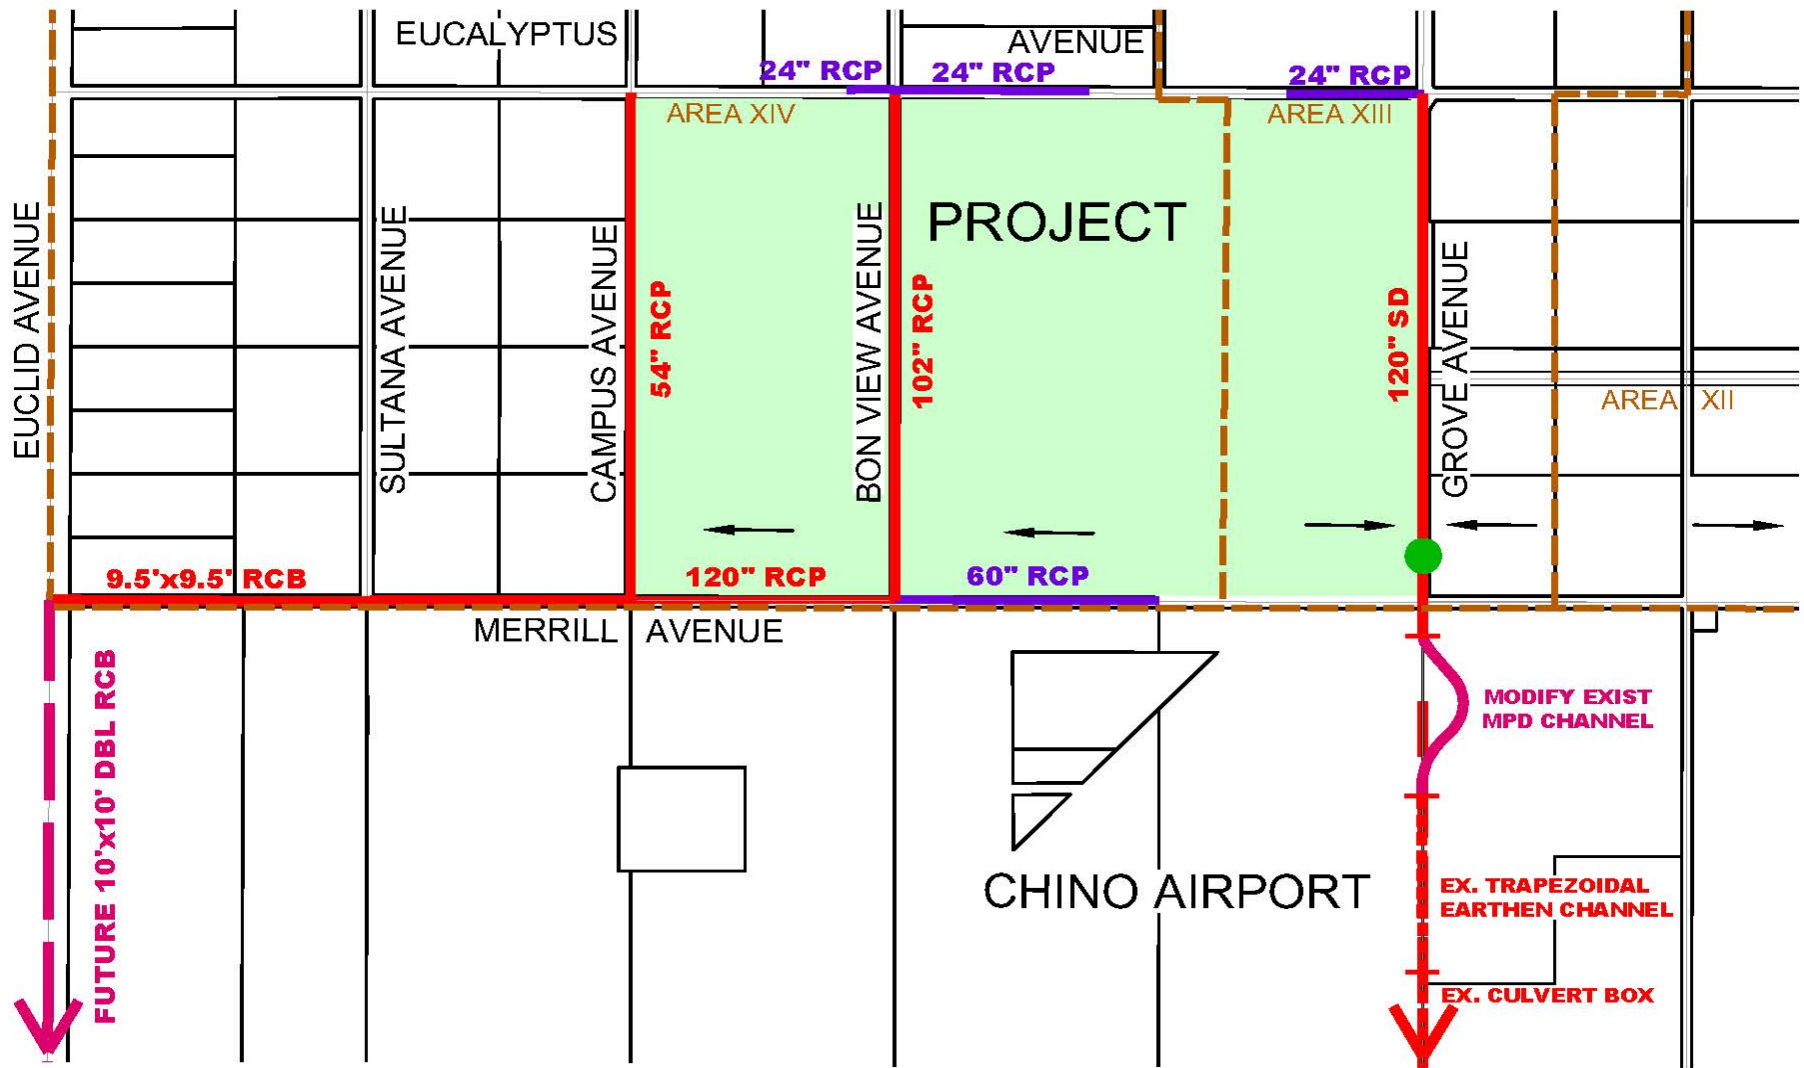 EUCALYPTUS
AVENUE
24" RCP
24" RCP
24" RCP
AREA XIV
AREA XIII
PROJECT
EUCLID AVENUE
SULTANA AVENUE
CAMPUS AVENUE
54" RCP
BON VIEW AVENUE
102" RCP
120" SD
GROVE AVENUE
AREA XII
9.5'x9.5' RCB
120" RCP
60" RCP
MERRILL AVENUE
FUTURE 10'x10' DBL RCB
MODIFY EXIST
MPD CHANNEL
CHINO AIRPORT
EX. TRAPEZOIDAL
EARTHEN CHANNEL
EX. CULVERT BOX